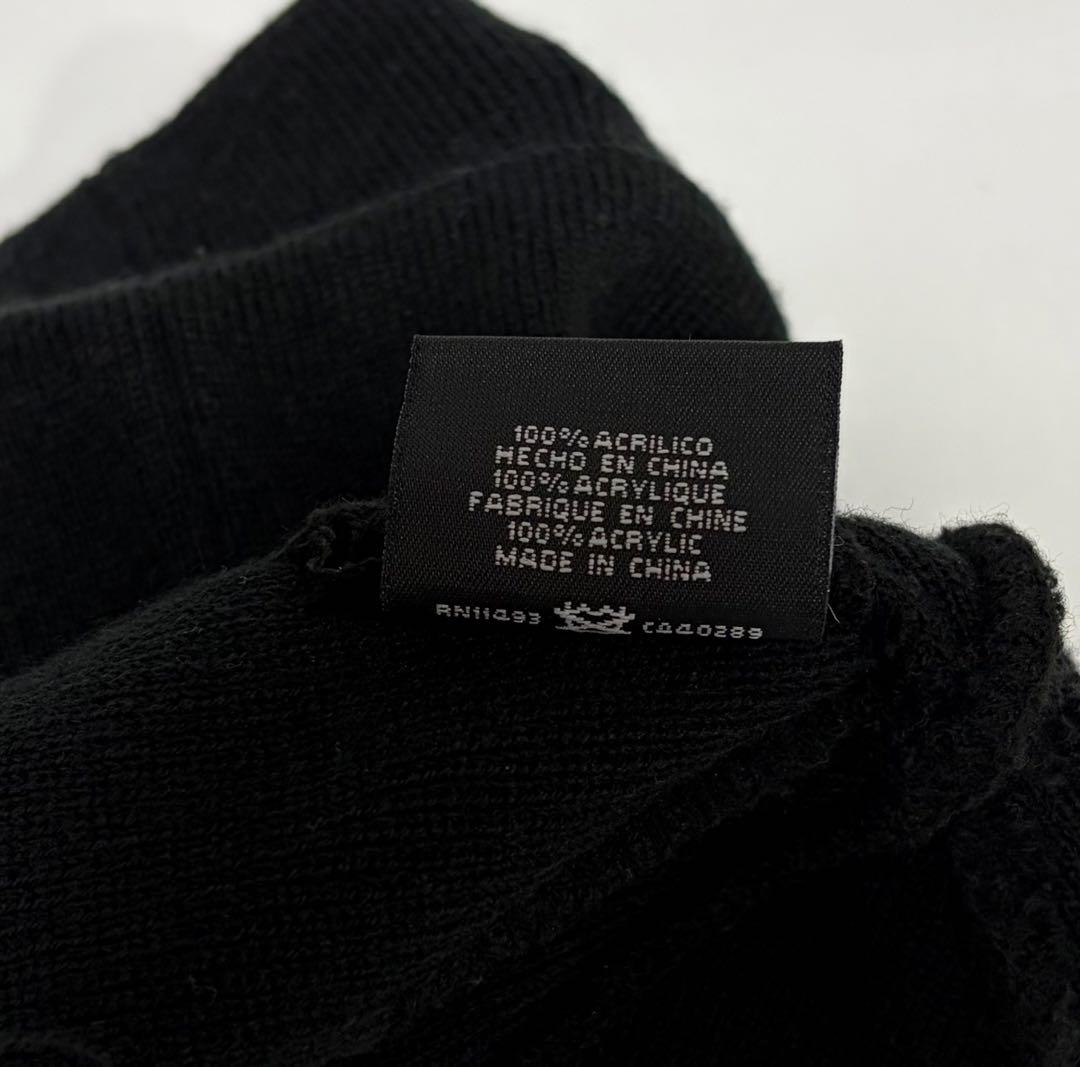 100% ACRILICO
HECHO EN CHINA
100% ACRYLIQUE
FABRIQUE EN CHINE
100% ACRYLIC
MADE IN CHINA
RN11493 CA40289